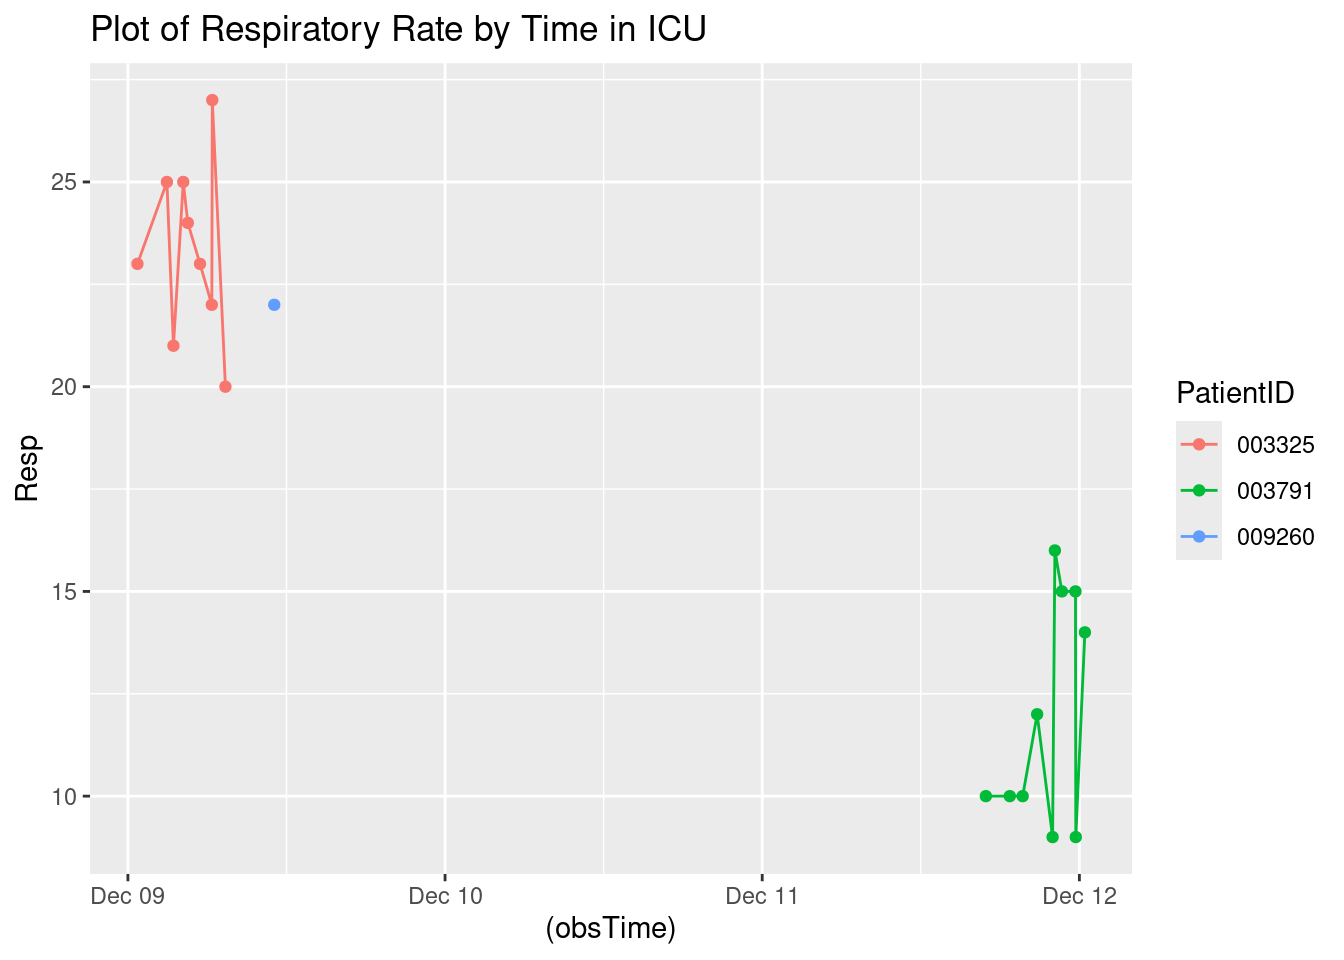 Plot of Respiratory Rate by Time in ICU
25
20
15
10
Resp
Dec 09
Dec 10
Dec 11
Dec 12
(obsTime)
PatientID
003325
003791
009260